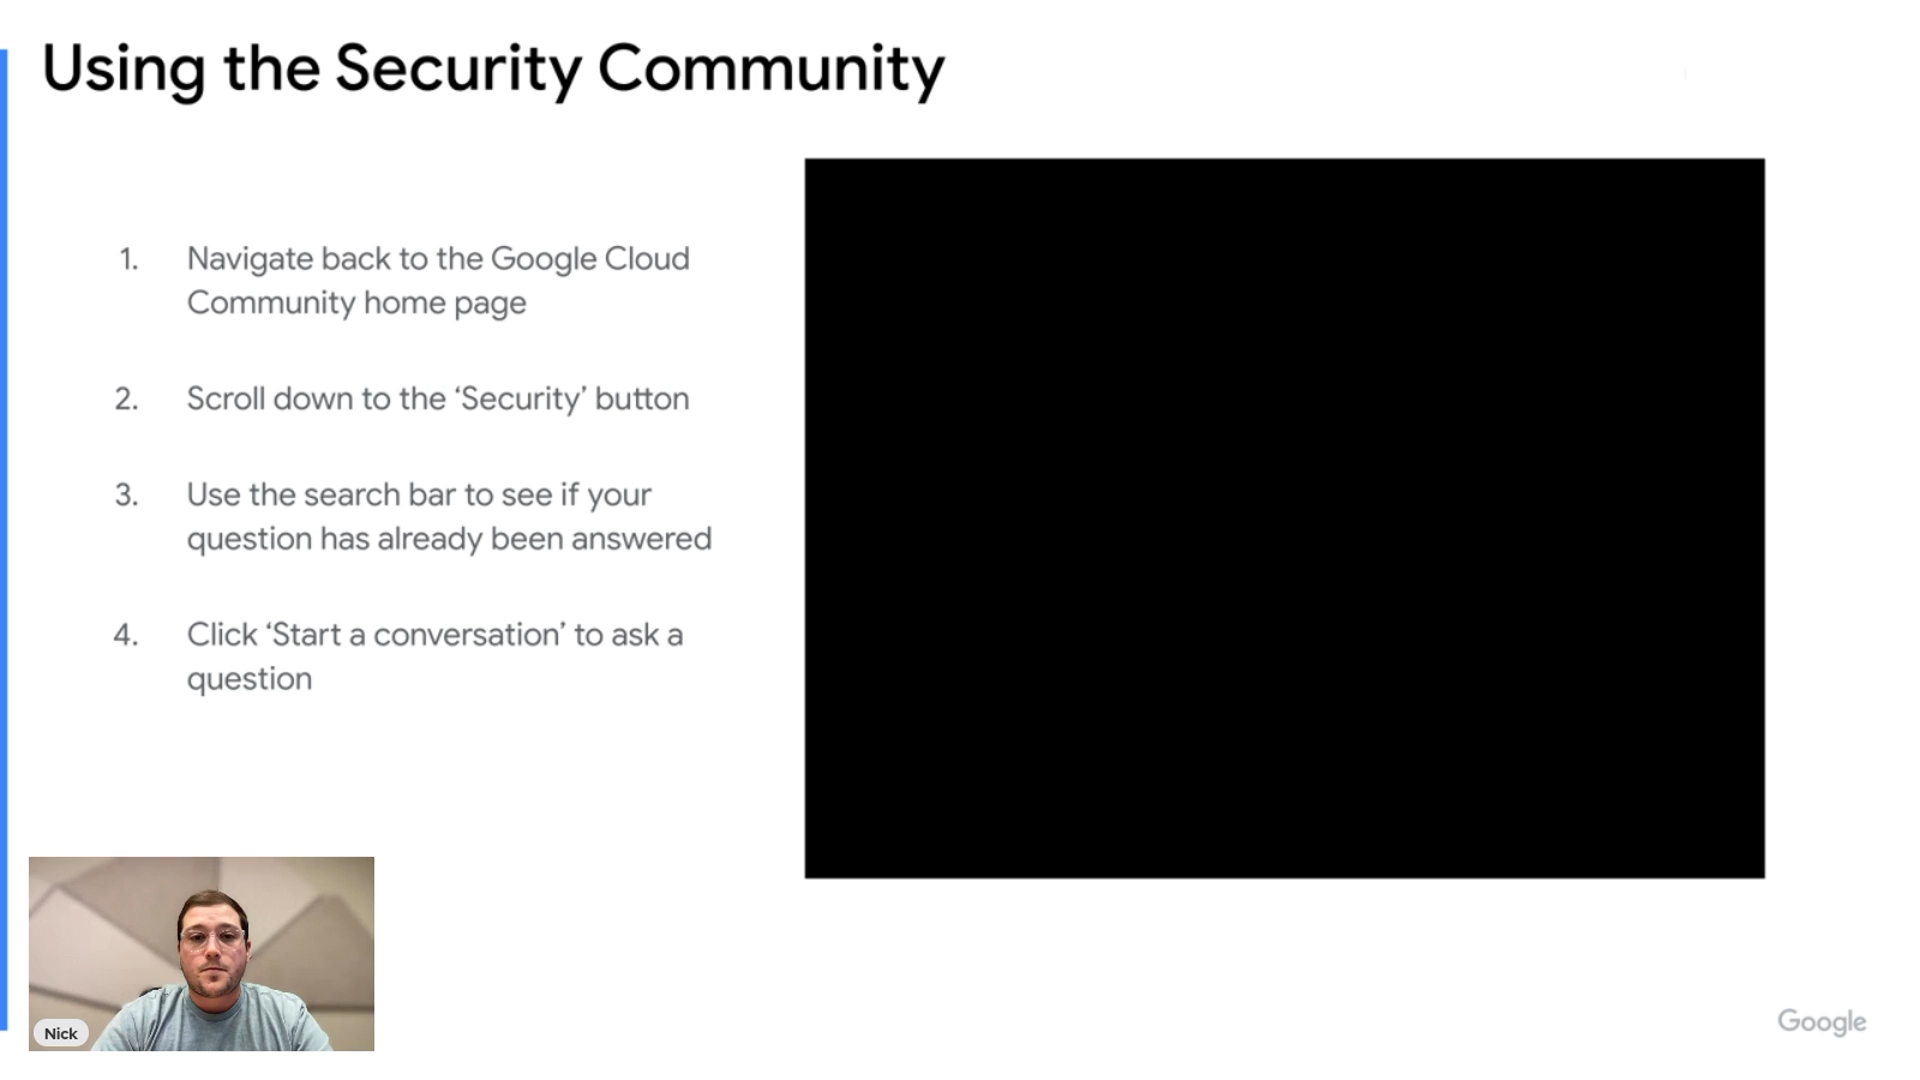 Using the Security Community
1. Navigate back to the Google Cloud
Community home page
2. Scroll down to the ‘Security’ button
3. Use the search bar to see if your
question has already been answered
4. Click ‘Start a conversation’ to ask a
question
Nick
Google